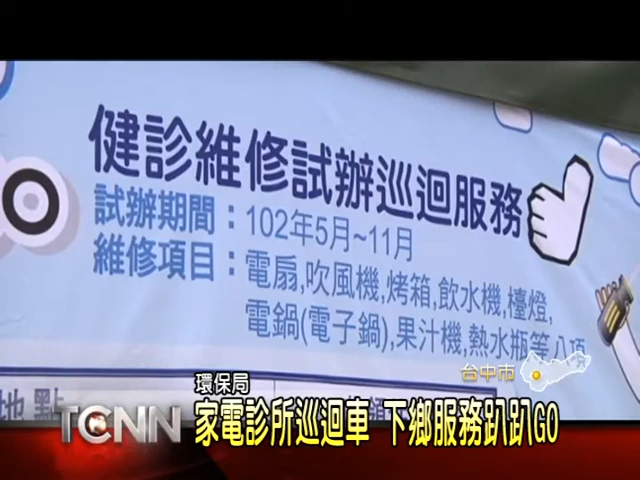 健診維修試辦巡迴服務
試辦期間：102年5月~11月
維修項目：電扇,吹風機,烤箱,飲水機,檯燈,
電鍋(電子鍋),果汁機,熱水瓶等八項
地點
台中市
環保局
TCNN
家電診所巡迴車 下鄉服務趴趴GO